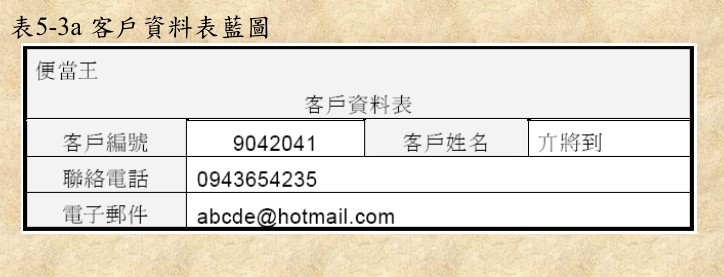 表5-3a 客戶資料表藍圖
便當王
客戶資料表
客戶編號 9042041 客戶姓名 亣將到
聯絡電話 0943654235
電子郵件 abcde@hotmail.com